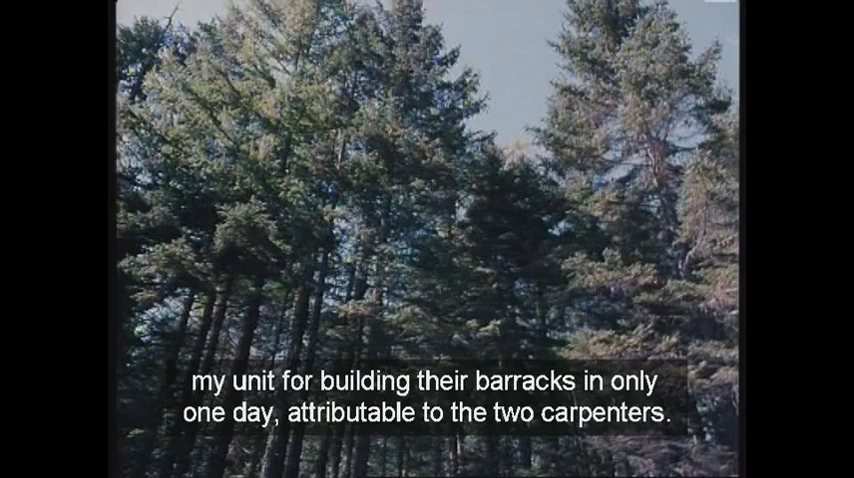 my unit for building their barracks in only
one day, attributable to the two carpenters.